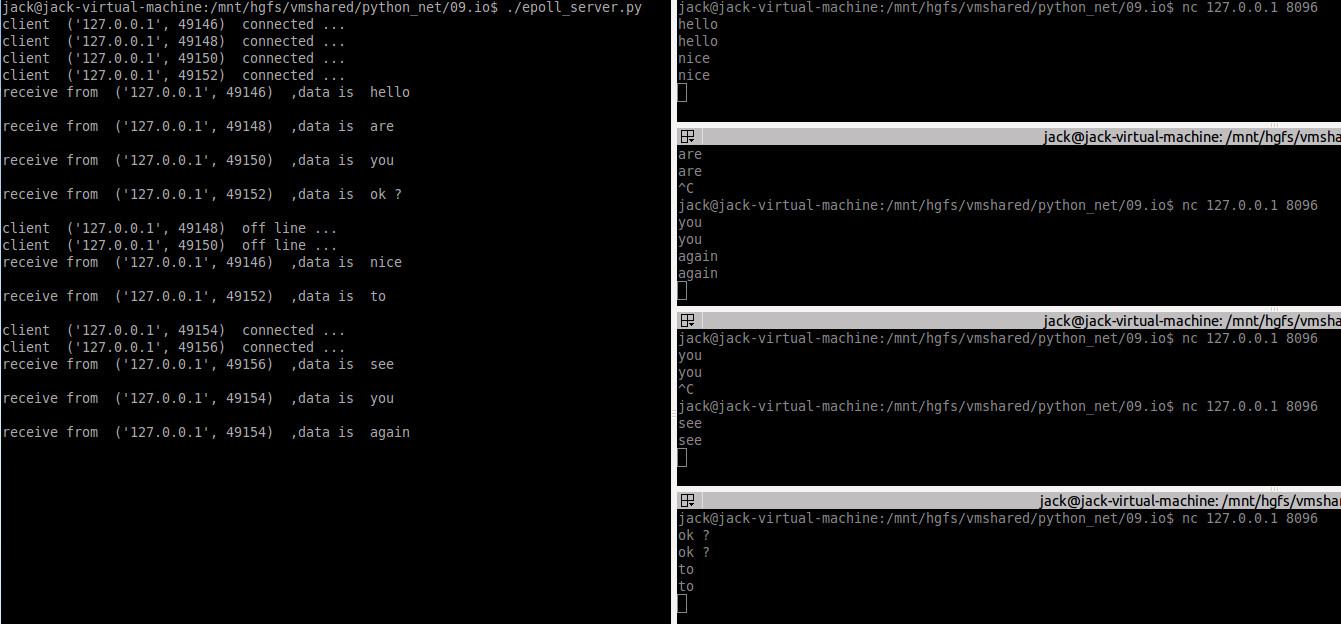 jack@jack-virtual-machine:/mnt/hgfs/vmshared/python_net/09.io$ ./epoll_server.py
client  ('127.0.0.1', 49146)  connected ...
client  ('127.0.0.1', 49148)  connected ...
client  ('127.0.0.1', 49150)  connected ...
client  ('127.0.0.1', 49152)  connected ...
receive from  ('127.0.0.1', 49146)  ,data is  hello
receive from  ('127.0.0.1', 49148)  ,data is  are
receive from  ('127.0.0.1', 49150)  ,data is  you
receive from  ('127.0.0.1', 49152)  ,data is  ok ?
client  ('127.0.0.1', 49148)  off line ...
client  ('127.0.0.1', 49150)  off line ...
receive from  ('127.0.0.1', 49146)  ,data is  nice
receive from  ('127.0.0.1', 49152)  ,data is  to
client  ('127.0.0.1', 49154)  connected ...
client  ('127.0.0.1', 49156)  connected ...
receive from  ('127.0.0.1', 49156)  ,data is  see
receive from  ('127.0.0.1', 49154)  ,data is  you
receive from  ('127.0.0.1', 49154)  ,data is  again
jack@jack-virtual-machine:/mnt/hgfs/vmshared/python_net/09.io$ nc 127.0.0.1 8096
hello
hello
nice
nice
jack@jack-virtual-machine: /mnt/hgfs/vmsha
are
are
^C
jack@jack-virtual-machine:/mnt/hgfs/vmshared/python_net/09.io$ nc 127.0.0.1 8096
you
you
again
again
jack@jack-virtual-machine: /mnt/hgfs/vmsha
jack@jack-virtual-machine:/mnt/hgfs/vmshared/python_net/09.io$ nc 127.0.0.1 8096
you
you
^C
jack@jack-virtual-machine:/mnt/hgfs/vmshared/python_net/09.io$ nc 127.0.0.1 8096
see
see
jack@jack-virtual-machine: /mnt/hgfs/vmshar
jack@jack-virtual-machine:/mnt/hgfs/vmshared/python_net/09.io$ nc 127.0.0.1 8096
ok ?
ok ?
to
to